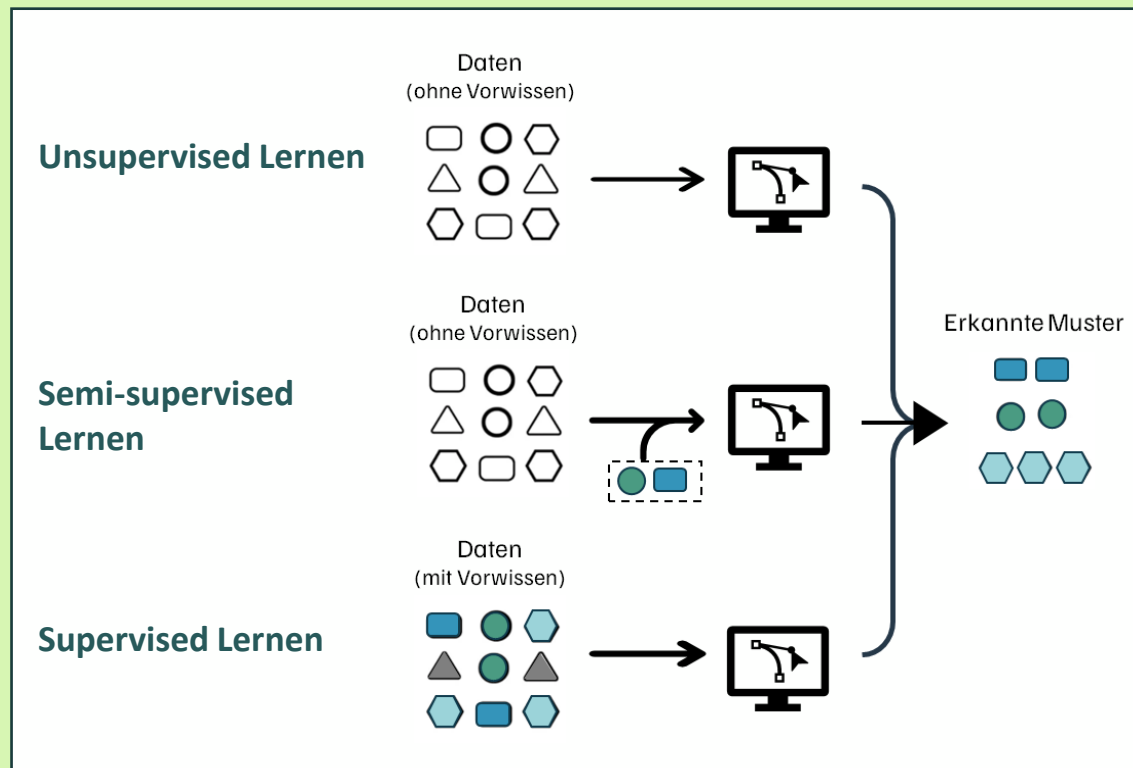 Daten
(ohne Vorwissen)
Unsupervised Lernen
Daten
(ohne Vorwissen)
Semi-supervised
Lernen
Erkannte Muster
Daten
(mit Vorwissen)
Supervised Lernen